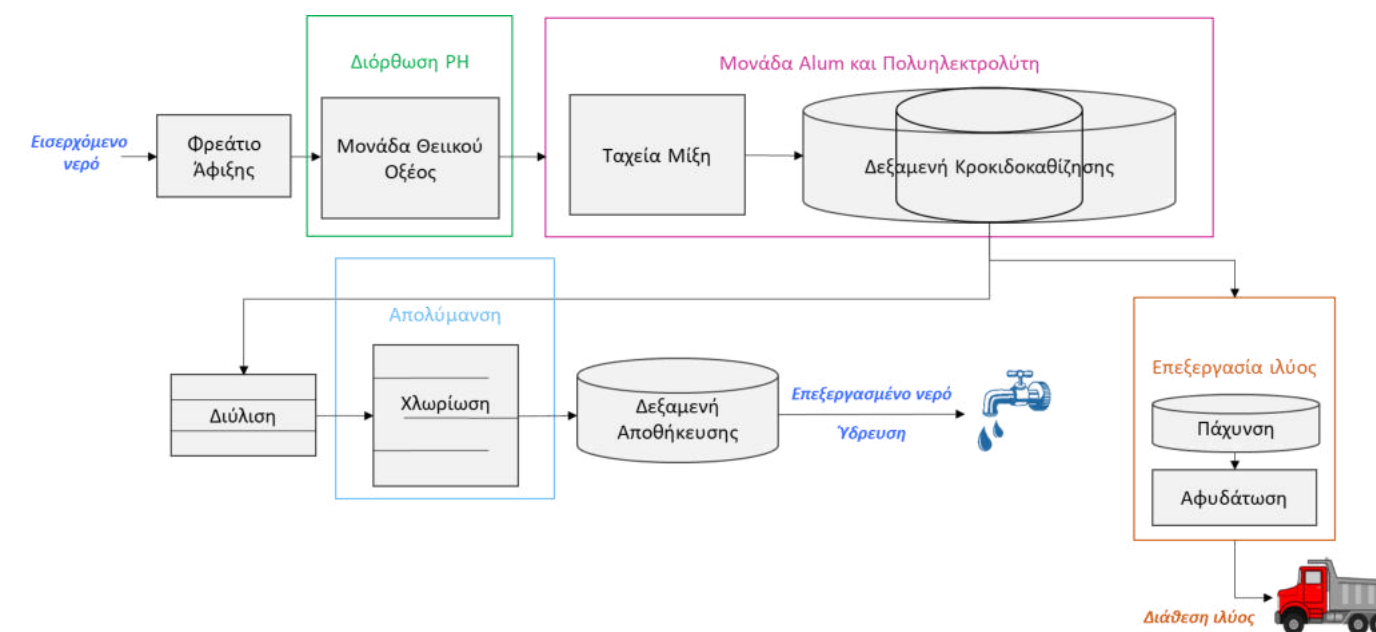 Διόρθωση PH
Μονάδα Alum και Πολυηλεκτρολύτη
Εισερχόμενο
νερό
Φρεάτιο
Άφιξης
Μονάδα Θειικού
Οξέος
Ταχεία Μίξη
Δεξαμενή Κροκιδοκαθίζησης
Απολύμανση
Διύλιση
Χλωρίωση
Δεξαμενή
Αποθήκευσης
Επεξεργασμένο νερό
Ύδρευση
Επεξεργασία ιλύος
Πάχυνση
Αφυδάτωση
Διάθεση ιλύος